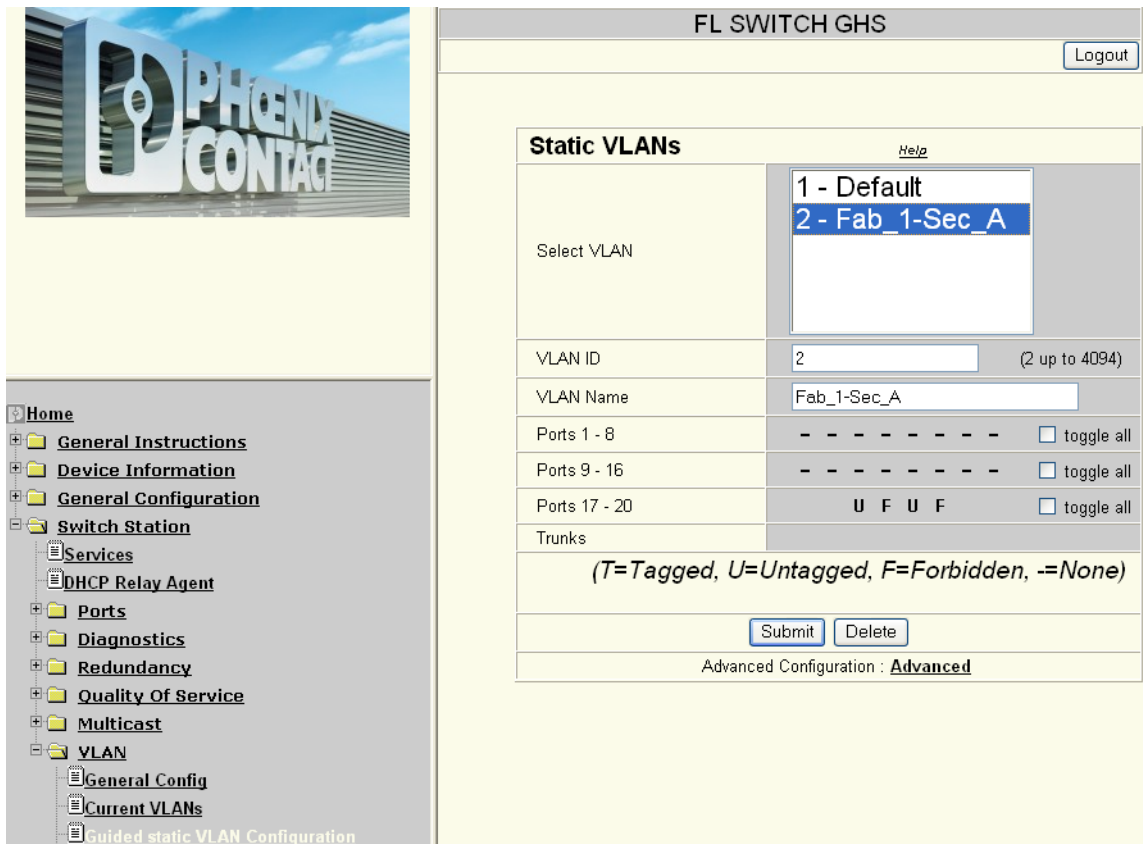 PHŒNIX
CONTACT
Home
General Instructions
Device Information
General Configuration
Switch Station
Services
DHCP Relay Agent
Ports
Diagnostics
Redundancy
Quality Of Service
Multicast
VLAN
General Config
Current VLANs
Guided static VLAN Configuration
FL SWITCH GHS
Logout
Static VLANs Help
Select VLAN
1 - Default
2 - Fab_1-Sec_A
VLAN ID 2 (2 up to 4094)
VLAN Name Fab_1-Sec_A
Ports 1 - 8 - - - - - - - - toggle all
Ports 9 - 16 - - - - - - - - toggle all
Ports 17 - 20 U F U F toggle all
Trunks
(T=Tagged, U=Untagged, F=Forbidden, -=None)
Submit Delete
Advanced Configuration : Advanced